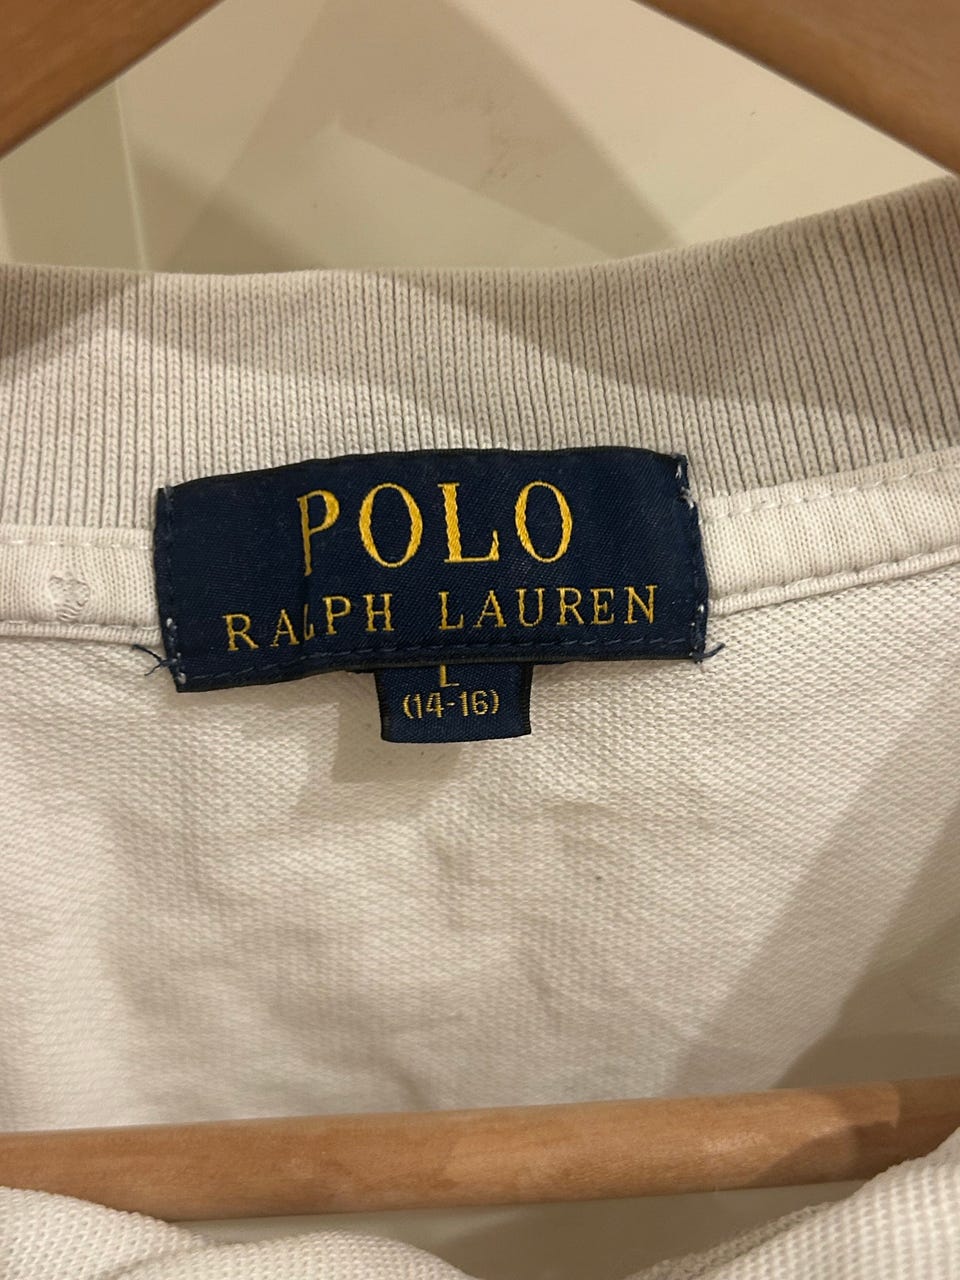 POLO
RALPH LAUREN
L
(14-16)